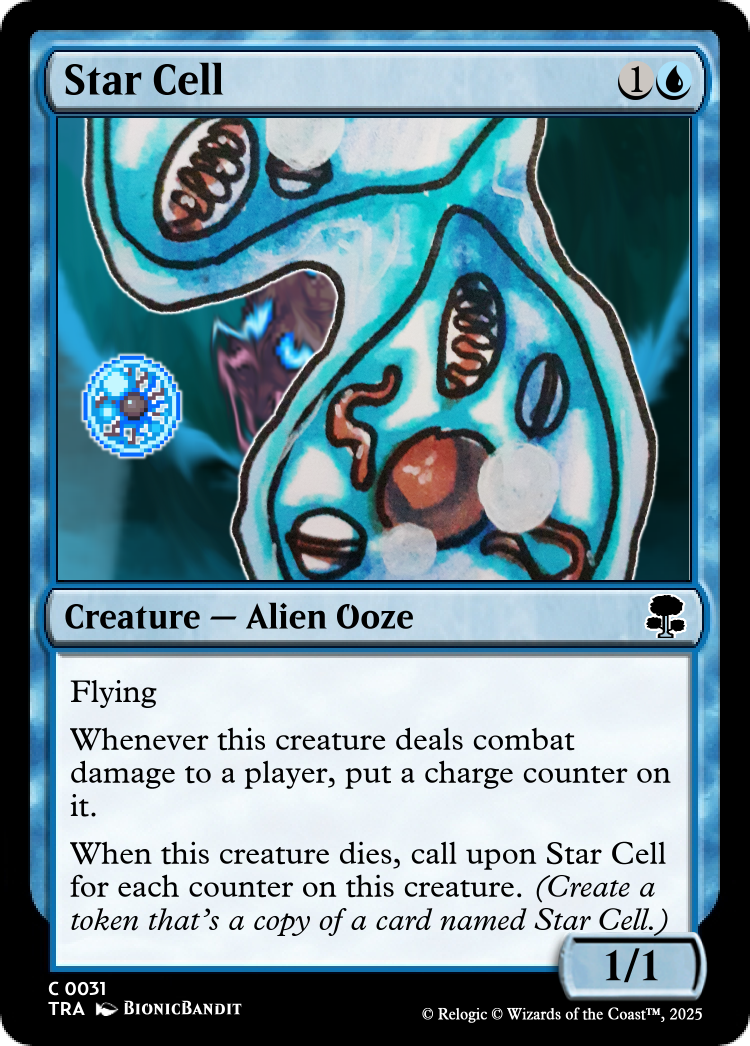 Star Cell 1
Creature — Alien Ooze
Flying
Whenever this creature deals combat
damage to a player, put a charge counter on
it.
When this creature dies, call upon Star Cell
for each counter on this creature. (Create a
token that's a copy of a card named Star Cell.)
1/1
C 0031
TRA BionicBandit
© Relogic © Wizards of the Coast™, 2025